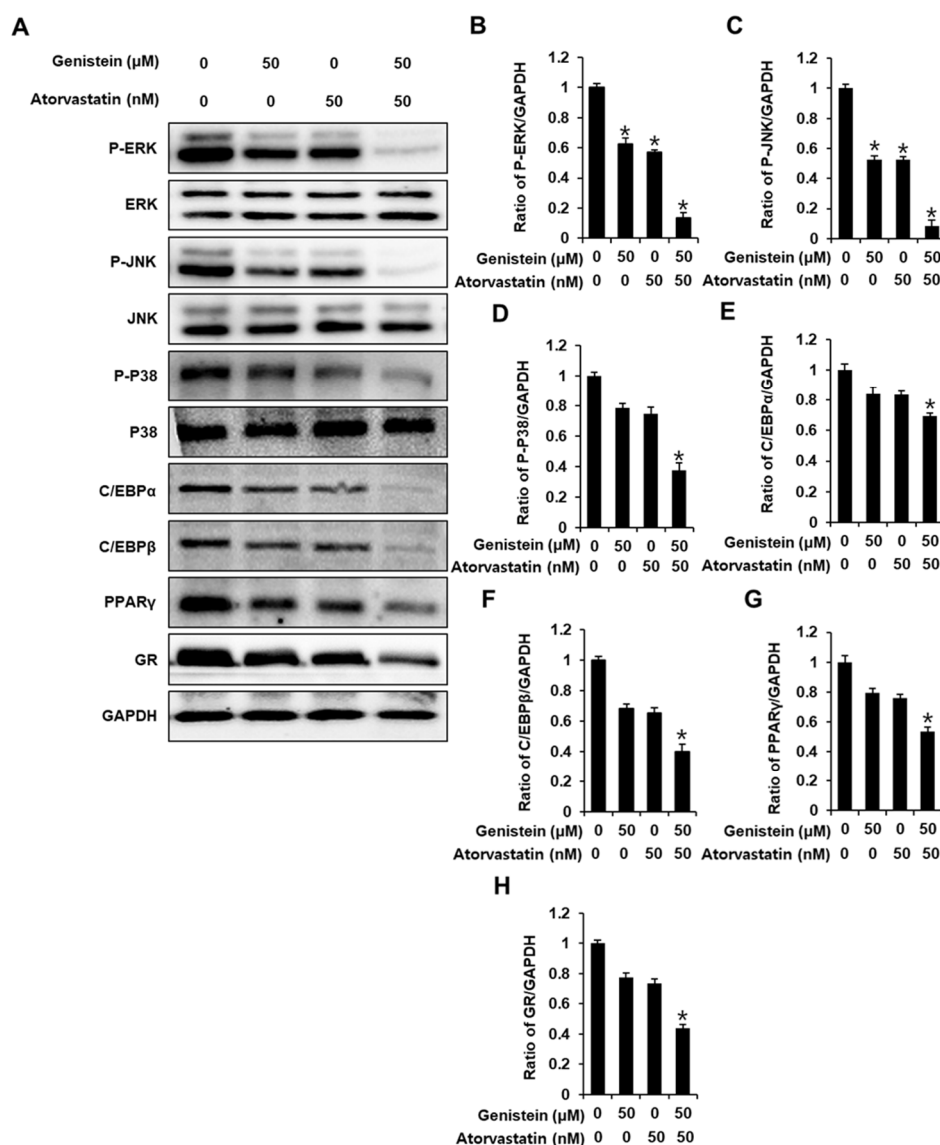 A
Genistein (µM) 0 50 0 50
Atorvastatin (nM) 0 0 50 50
P-ERK
ERK
P-JNK
JNK
P-P38
P38
C/EBPα
C/EBPβ
PPARγ
GR
GAPDH
B
Ratio of P-ERK/GAPDH
1.2
1
0.8
0.6
0.4
0.2
0
* * *
Genistein (µM) 0 50 0 50
Atorvastatin (nM) 0 0 50 50
C
Ratio of P-JNK/GAPDH
1.2
1
0.8
0.6
0.4
0.2
0
* * *
Genistein (µM) 0 50 0 50
Atorvastatin (nM) 0 0 50 50
D
Ratio of P-P38/GAPDH
1.2
1
0.8
0.6
0.4
0.2
0
*
Genistein (µM) 0 50 0 50
Atorvastatin (nM) 0 0 50 50
E
Ratio of C/EBPα/GAPDH
1.2
1
0.8
0.6
0.4
0.2
0
*
Genistein (µM) 0 50 0 50
Atorvastatin (nM) 0 0 50 50
F
Ratio of C/EBPβ/GAPDH
1.2
1
0.8
0.6
0.4
0.2
0
*
Genistein (µM) 0 50 0 50
Atorvastatin (nM) 0 0 50 50
G
Ratio of PPARγ/GAPDH
1.2
1
0.8
0.6
0.4
0.2
0
*
Genistein (µM) 0 50 0 50
Atorvastatin (nM) 0 0 50 50
H
Ratio of GR/GAPDH
1.2
1
0.8
0.6
0.4
0.2
0
*
Genistein (µM) 0 50 0 50
Atorvastatin (nM) 0 0 50 50